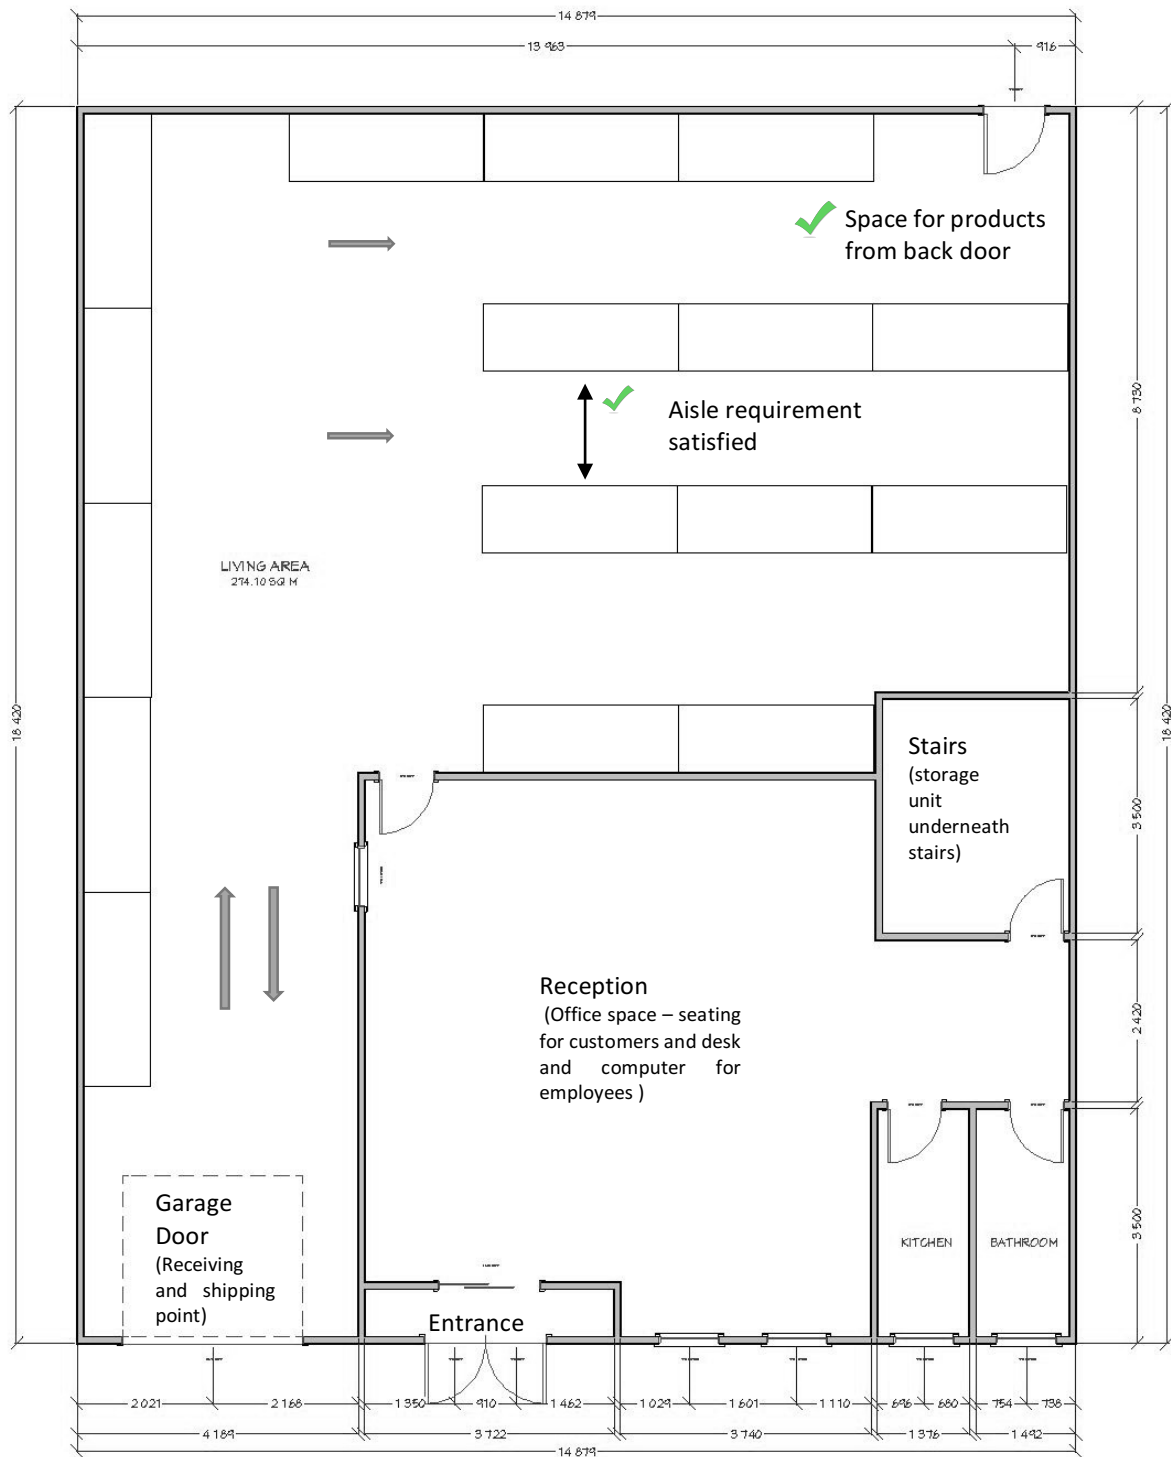 14 879
13 963
916
Space for products
from back door
8 730
Aisle requirement
satisfied
LIVING AREA
274.10 SQ M
18 420
18 420
Stairs
(storage
unit
underneath
stairs)
3 500
Reception
(Office space – seating
for customers and desk
and computer for
employees )
2 420
Garage
Door
(Receiving
and shipping
point)
KITCHEN
BATHROOM
3 500
Entrance
2 021
2 168
1 350
910
1 462
1 029
1 601
1 110
696
680
754
738
4 189
3 722
3 740
1 376
1 492
14 879